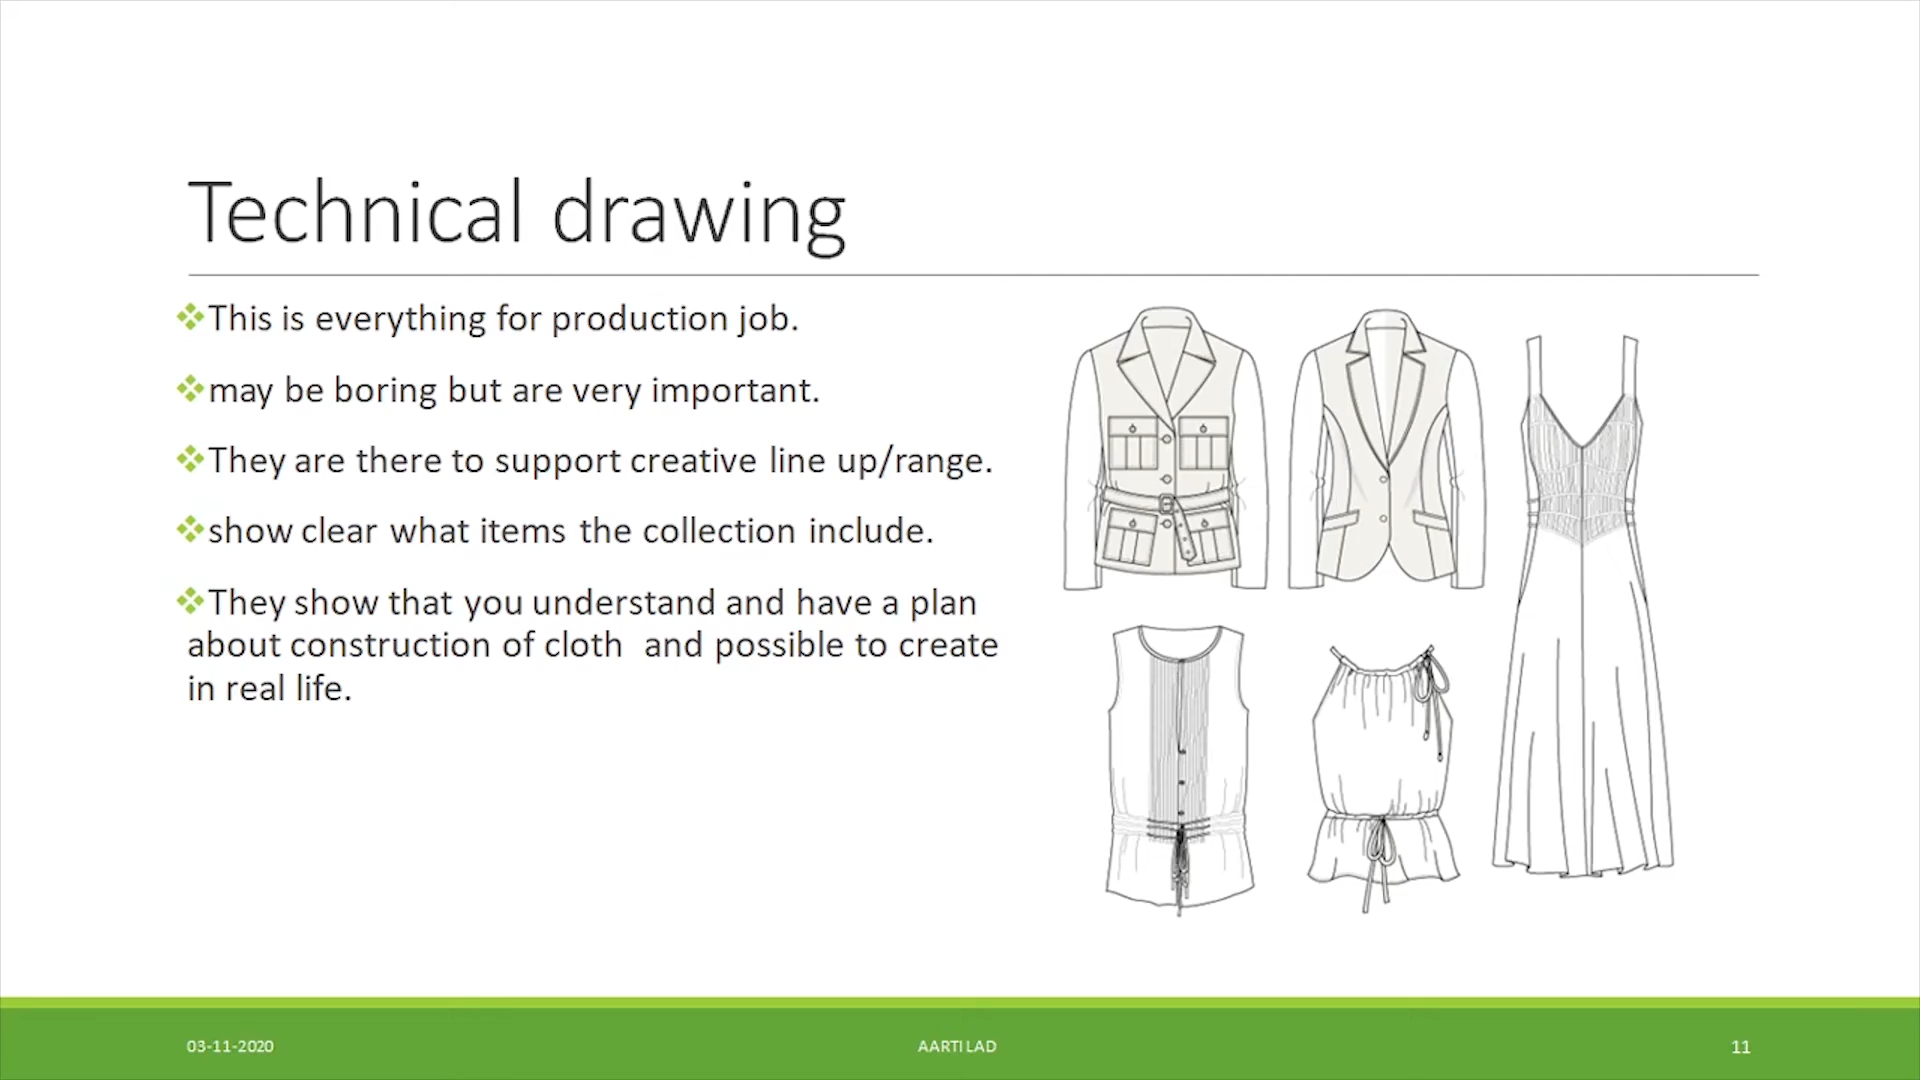 Technical drawing
This is everything for production job.
may be boring but are very important.
They are there to support creative line up/range.
show clear what items the collection include.
They show that you understand and have a plan
about construction of cloth and possible to create
in real life.
03-11-2020
AARTI LAD
11